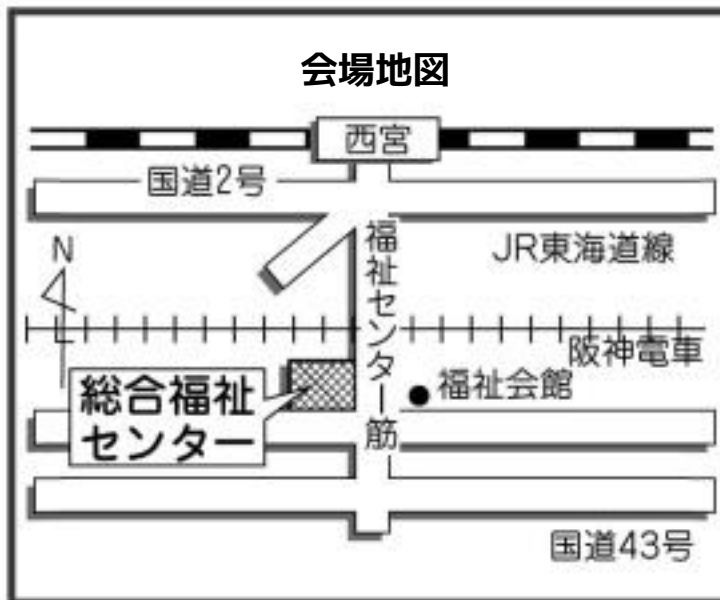 会場地図
西宮
国道2号
福祉センター筋
JR東海道線
N
阪神電車
福祉会館
総合福祉
センター
国道43号